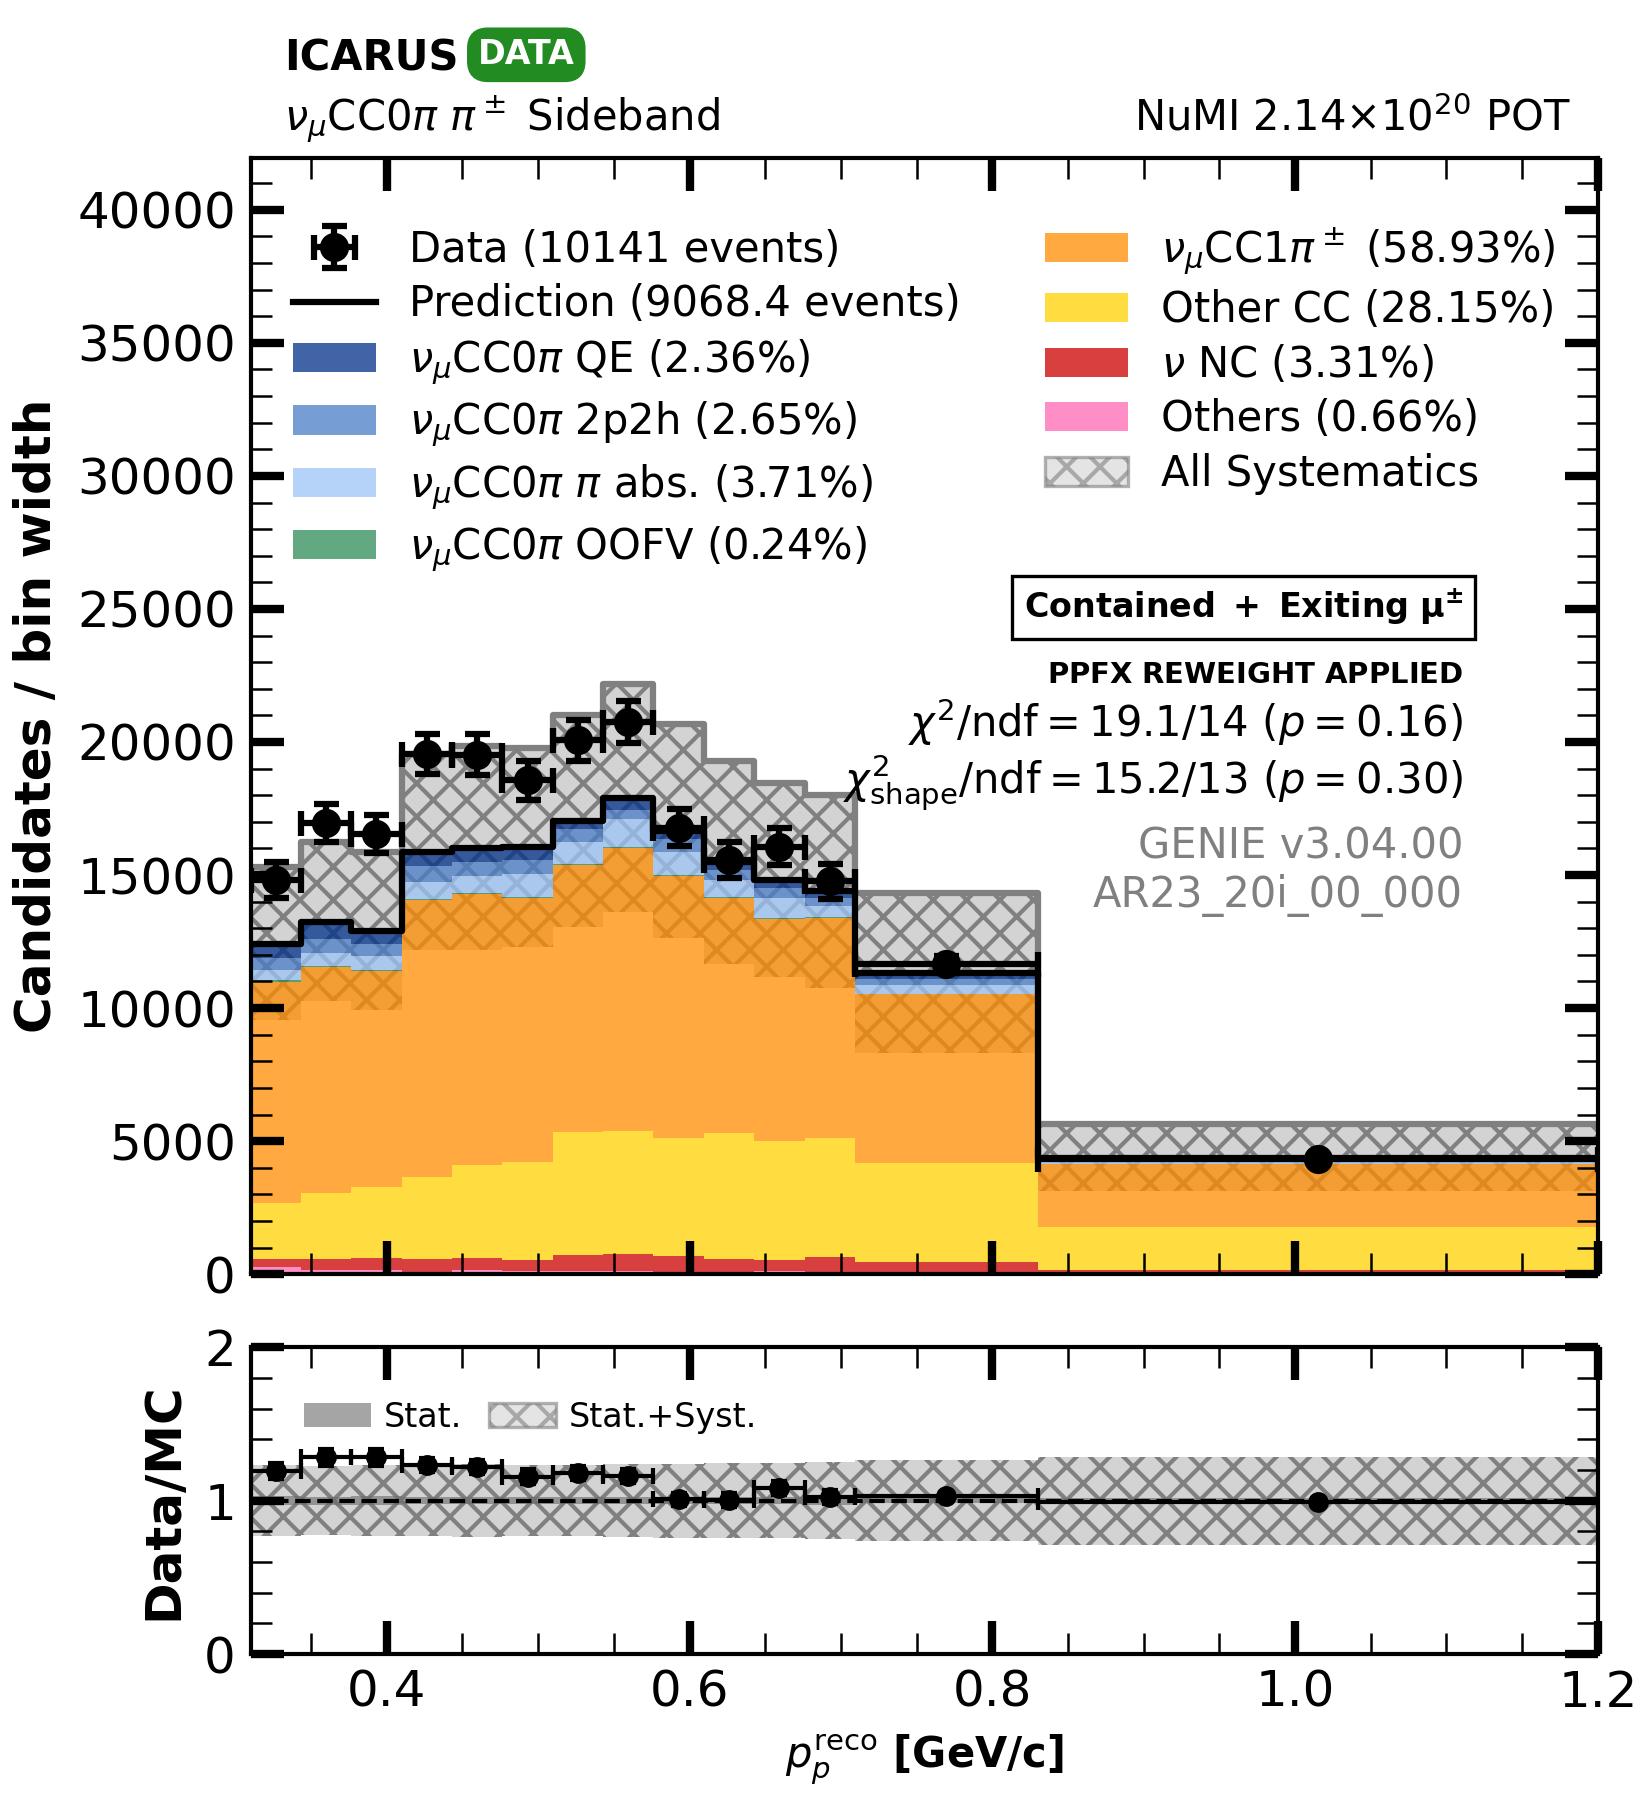 ICARUS DATA
νμCC0π π± Sideband
NuMI 2.14×10²⁰ POT
Candidates / bin width
40000
35000
30000
25000
20000
15000
10000
5000
0
Data (10141 events)
Prediction (9068.4 events)
νμCC0π QE (2.36%)
νμCC0π 2p2h (2.65%)
νμCC0π π abs. (3.71%)
νμCC0π OOFV (0.24%)
νμCC1π± (58.93%)
Other CC (28.15%)
ν NC (3.31%)
Others (0.66%)
All Systematics
Contained + Exiting μ±
PPFX REWEIGHT APPLIED
χ²/ndf = 19.1/14 (p = 0.16)
χ²shape/ndf = 15.2/13 (p = 0.30)
GENIE v3.04.00
AR23_20i_00_000
Data/MC
2
1
0
Stat. Stat.+Syst.
0.4 0.6 0.8 1.0 1.2
pₚʳᵉᶜᵒ [GeV/c]